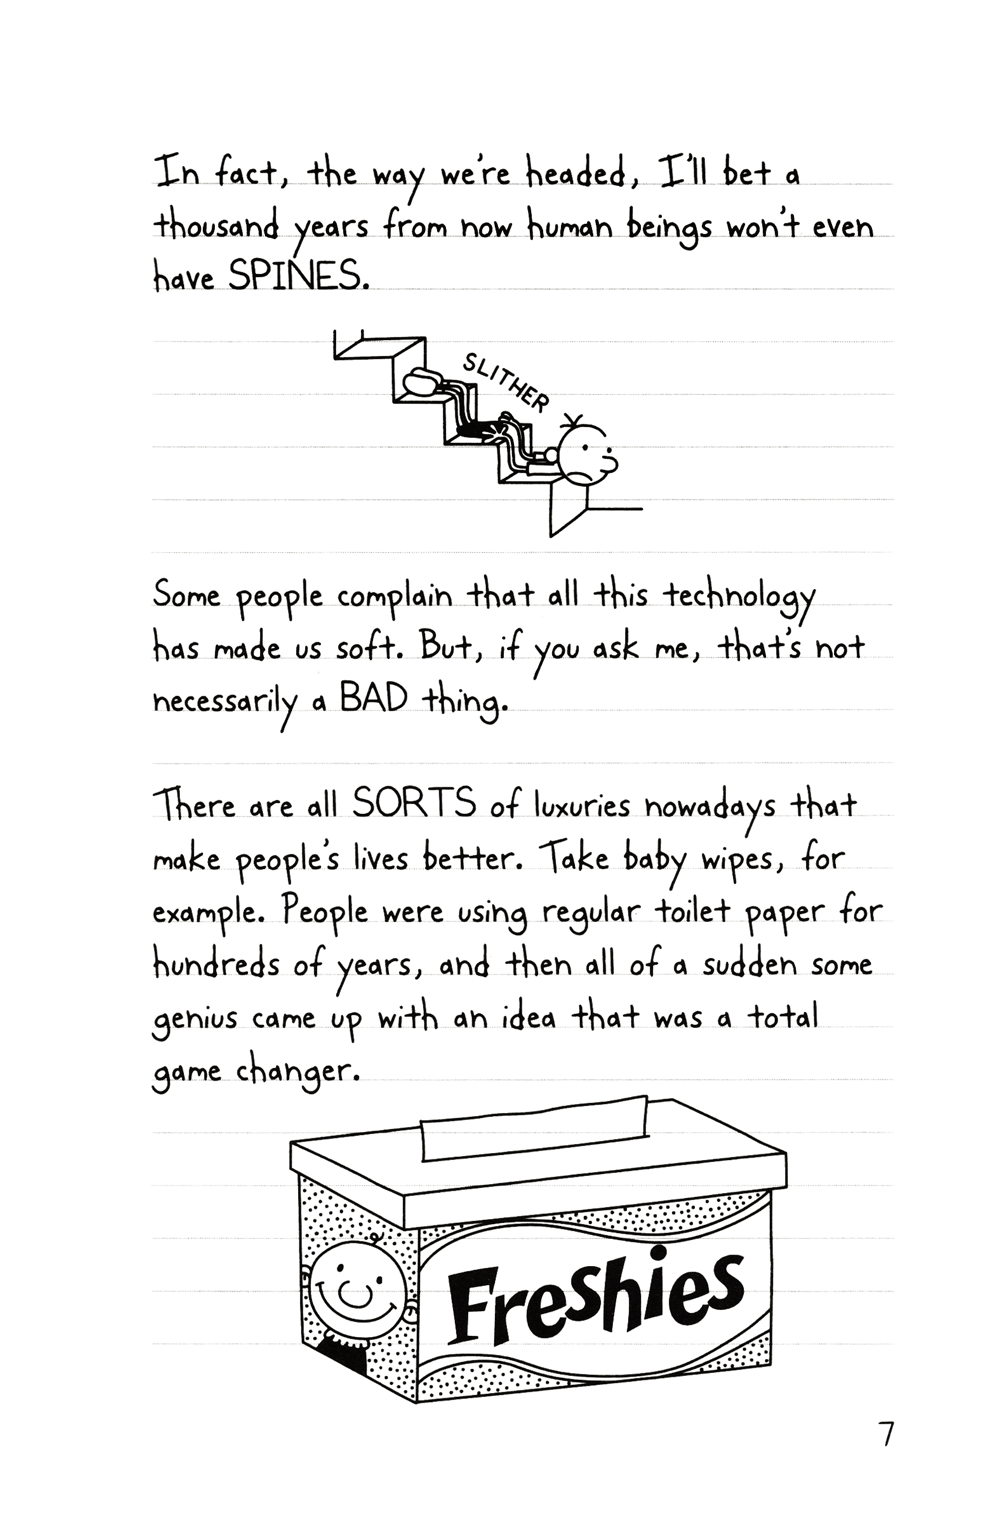 In fact, the way we're headed, I'll bet a
thousand years from now human beings won't even
have SPINES.
SLITHER
Some people complain that all this technology
has made us soft. But, if you ask me, that's not
necessarily a BAD thing.
There are all SORTS of luxuries nowadays that
make people's lives better. Take baby wipes, for
example. People were using regular toilet paper for
hundreds of years, and then all of a sudden some
genius came up with an idea that was a total
game changer.
Freshies
7